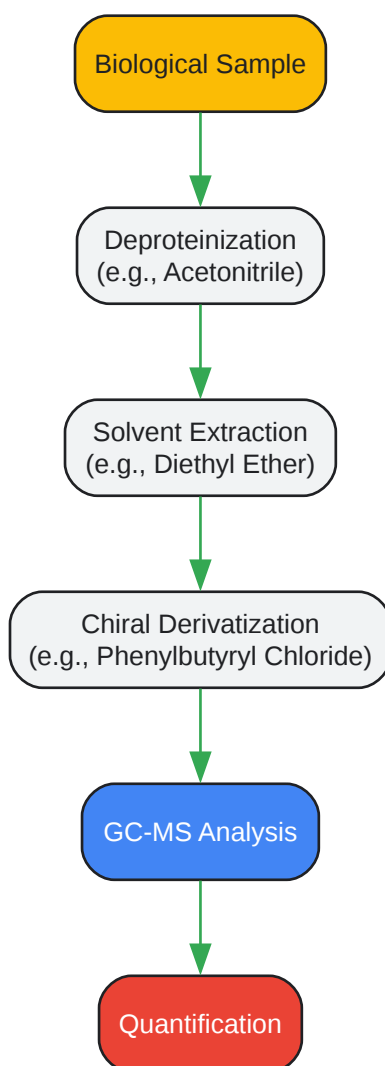 Biological Sample
Deproteinization
(e.g., Acetonitrile)
Solvent Extraction
(e.g., Diethyl Ether)
Chiral Derivatization
(e.g., Phenylbutyryl Chloride)
GC-MS Analysis
Quantification